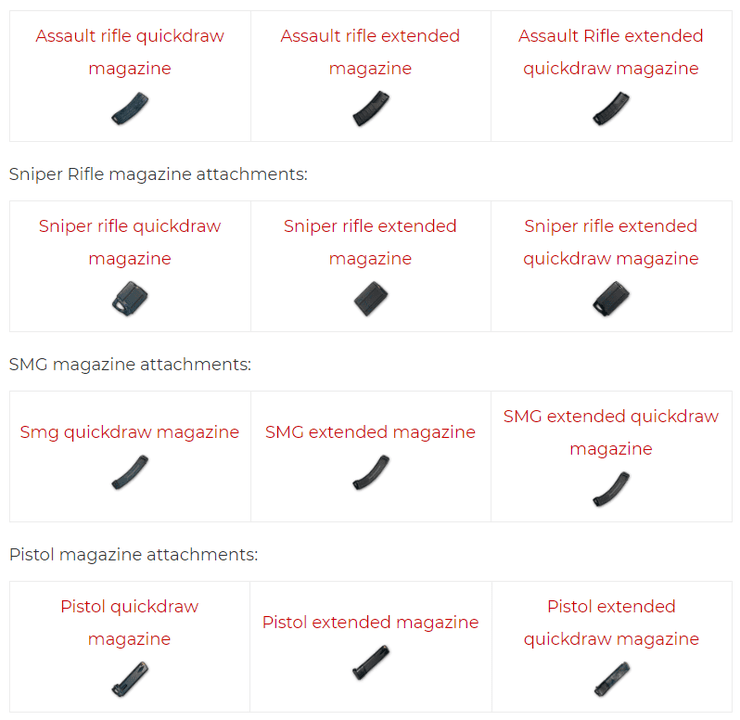 Assault rifle quickdraw
magazine
Assault rifle extended
magazine
Assault Rifle extended
quickdraw magazine
Sniper Rifle magazine attachments:
Sniper rifle quickdraw
magazine
Sniper rifle extended
magazine
Sniper rifle extended
quickdraw magazine
SMG magazine attachments:
Smg quickdraw magazine
SMG extended magazine
SMG extended quickdraw
magazine
Pistol magazine attachments:
Pistol quickdraw
magazine
Pistol extended magazine
Pistol extended
quickdraw magazine